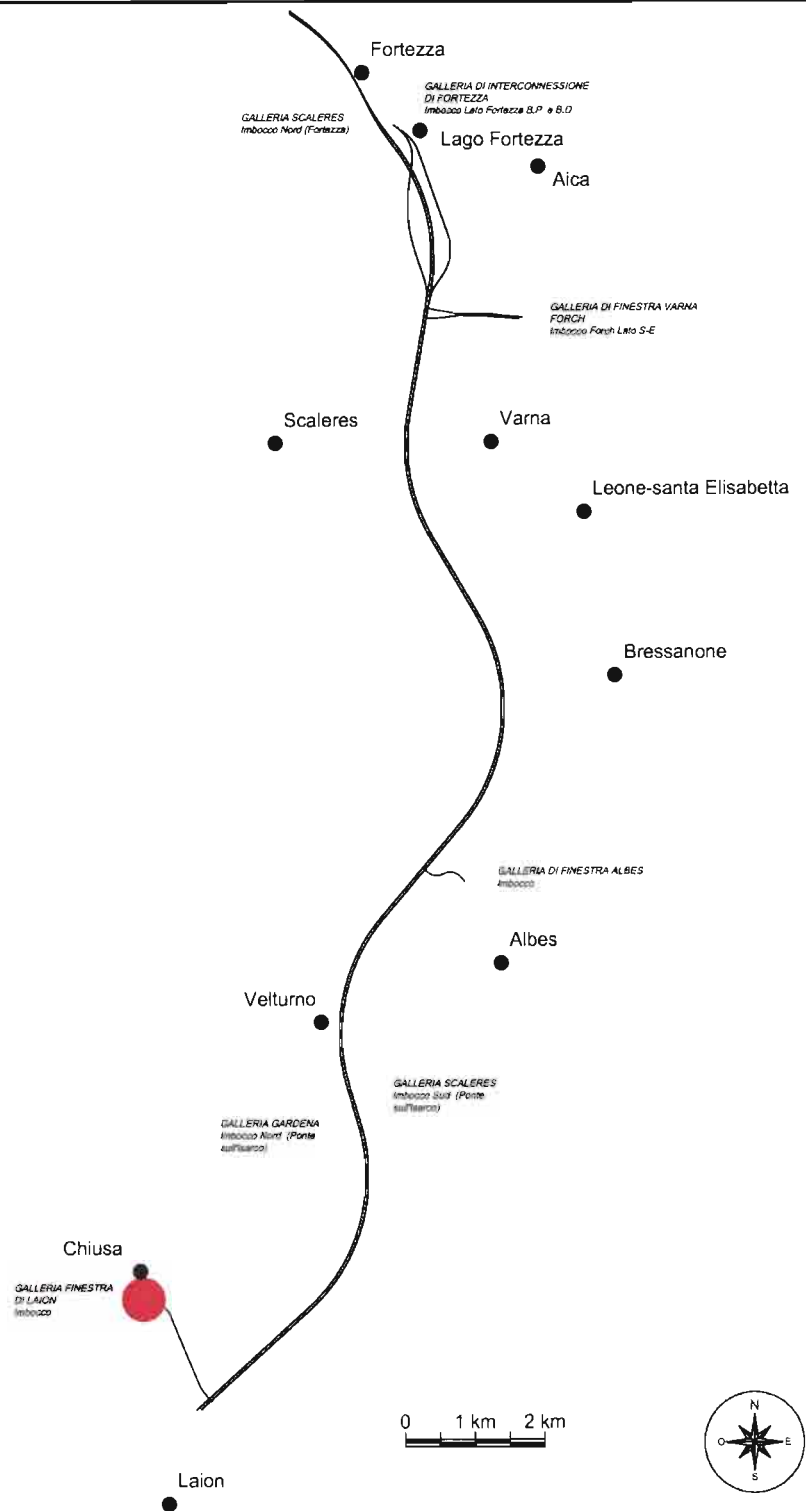 Fortezza
GALLERIA DI INTERCONNESSIONE
DI FORTEZZA
Imbocco Lato Fortezza B.P. e B.D
GALLERIA SCALERES
Imbocco Nord (Fortezza)
Lago Fortezza
Aica
GALLERIA DI FINESTRA VARNA
FORCH
Imbocco Forch Lato S-E
Scaleres
Varna
Leone-santa Elisabetta
Bressanone
GALLERIA DI FINESTRA ALBES
Imbocco
Albes
Velturno
GALLERIA SCALERES
Imbocco Sud (Ponte
sull'Isarco)
GALLERIA GARDENA
Imbocco Nord (Ponte
sull'Isarco)
Chiusa
GALLERIA FINESTRA
DI LAION
Imbocco
0 1 km 2 km
N
O E
S
Laion